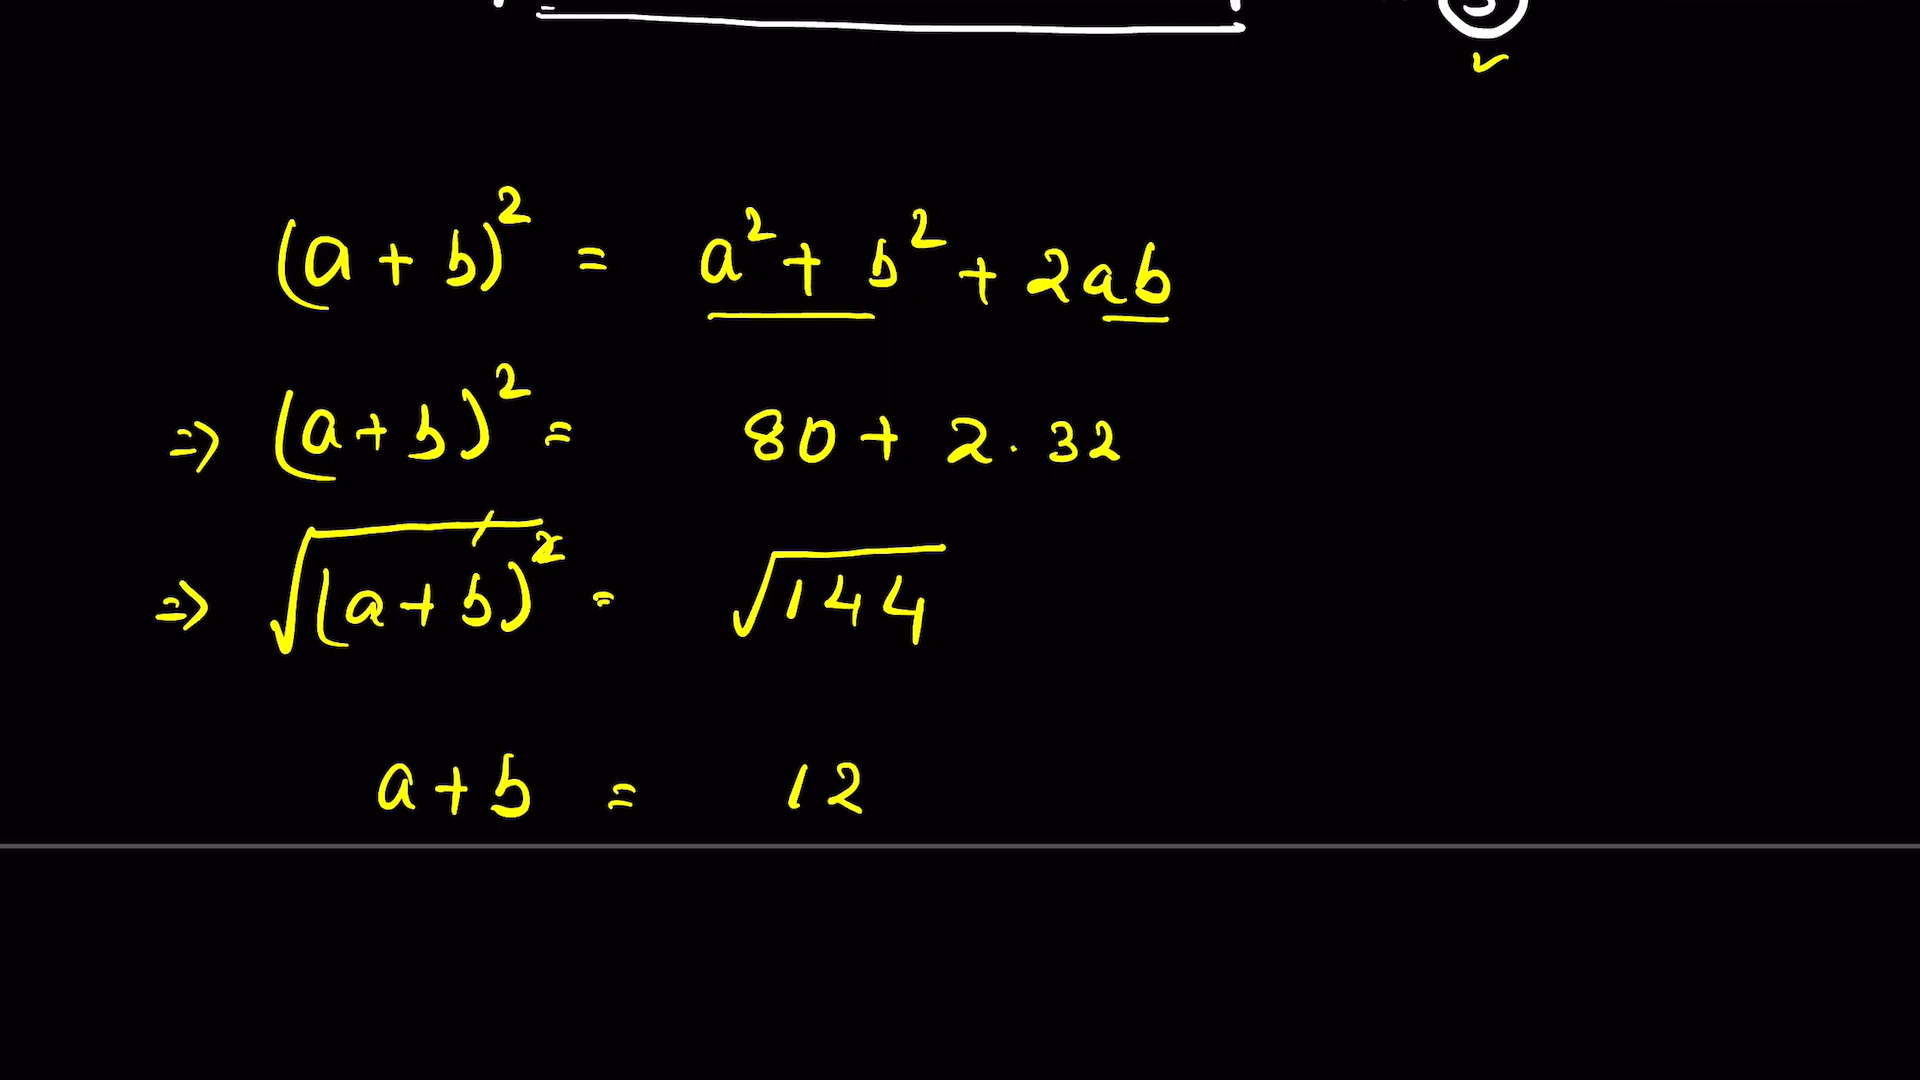 (a + b)² = a² + b² + 2ab
⇒ (a + b)² = 80 + 2 · 32
⇒ √(a + b)² = √144
a + b = 12